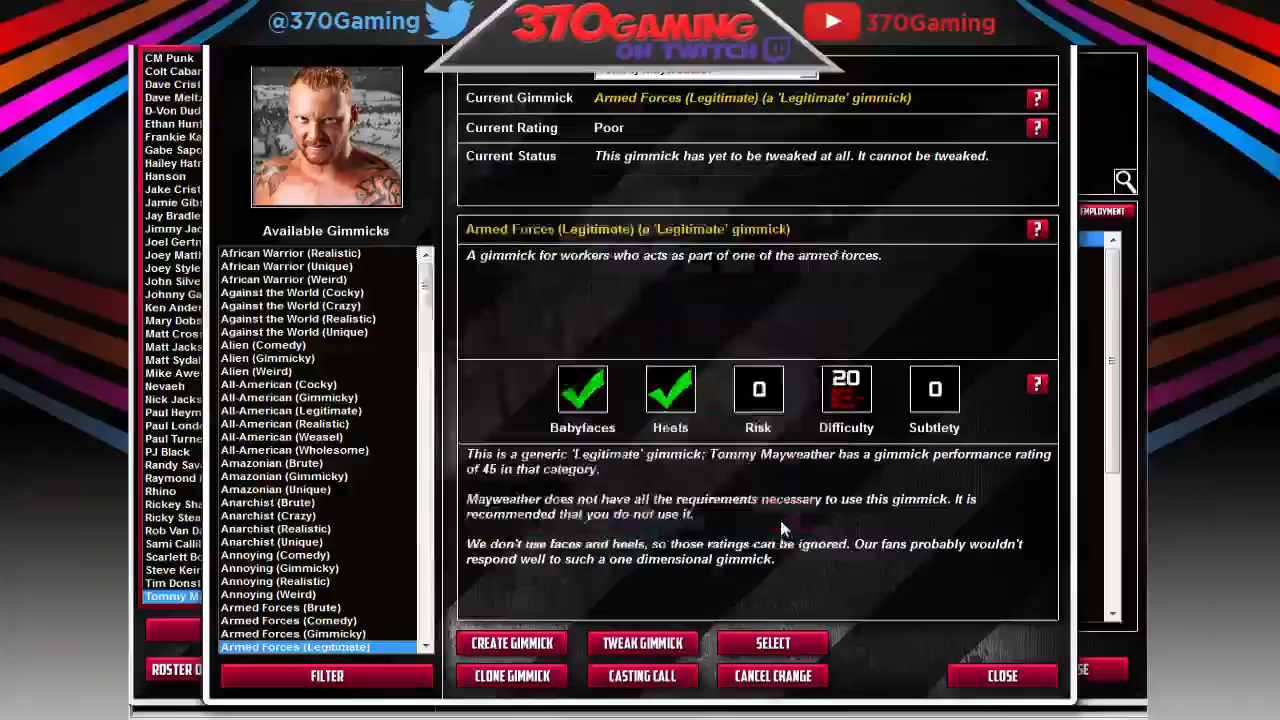 @370Gaming
370GAMING
ON TWITCH
370Gaming
CM Punk
Colt Cabar
Dave Crist
Dave Meltz
D-Von Dud
Ethan Hunt
Frankie Ka
Gabe Sapo
Hailey Hatr
Hanson
Jake Crist
Jamie Gibs
Jay Bradle
Jimmy Jac
Joel Gertn
Joey Matt
Joey Style
John Silve
Johnny Ga
Ken Ander
Mary Dobs
Matt Cross
Matt Jacks
Matt Sydal
Mike Awe
Nevaeh
Nick Jacks
Paul Heym
Paul Lond
Paul Turne
PJ Black
Randy Sav
Raymond
Rhino
Rickey Sha
Ricky Stea
Rob Van D
Sami Calli
Scarlett Bo
Steve Kein
Tim Donst
Tommy M
ROSTER O
Available Gimmicks
African Warrior (Realistic)
African Warrior (Unique)
African Warrior (Weird)
Against the World (Cocky)
Against the World (Crazy)
Against the World (Realistic)
Against the World (Unique)
Alien (Comedy)
Alien (Gimmicky)
Alien (Weird)
All-American (Cocky)
All-American (Gimmicky)
All-American (Legitimate)
All-American (Realistic)
All-American (Weasel)
All-American (Wholesome)
Amazonian (Brute)
Amazonian (Gimmicky)
Amazonian (Unique)
Anarchist (Brute)
Anarchist (Crazy)
Anarchist (Realistic)
Anarchist (Unique)
Annoying (Comedy)
Annoying (Gimmicky)
Annoying (Realistic)
Annoying (Weird)
Armed Forces (Brute)
Armed Forces (Comedy)
Armed Forces (Gimmicky)
Armed Forces (Legitimate)
FILTER
Current Gimmick Armed Forces (Legitimate) (a 'Legitimate' gimmick) ?
Current Rating Poor ?
Current Status This gimmick has yet to be tweaked at all. It cannot be tweaked.
Armed Forces (Legitimate) (a 'Legitimate' gimmick) ?
A gimmick for workers who acts as part of one of the armed forces.
0 20 0 ?
Babyfaces Heels Risk Difficulty Subtlety
This is a generic 'Legitimate' gimmick; Tommy Mayweather has a gimmick performance rating
of 45 in that category.
Mayweather does not have all the requirements necessary to use this gimmick. It is
recommended that you do not use it.
We don't use faces and heels, so those ratings can be ignored. Our fans probably wouldn't
respond well to such a one dimensional gimmick.
CREATE GIMMICK TWEAK GIMMICK SELECT
CLONE GIMMICK CASTING CALL CANCEL CHANGE CLOSE
EMPLOYMENT
SE